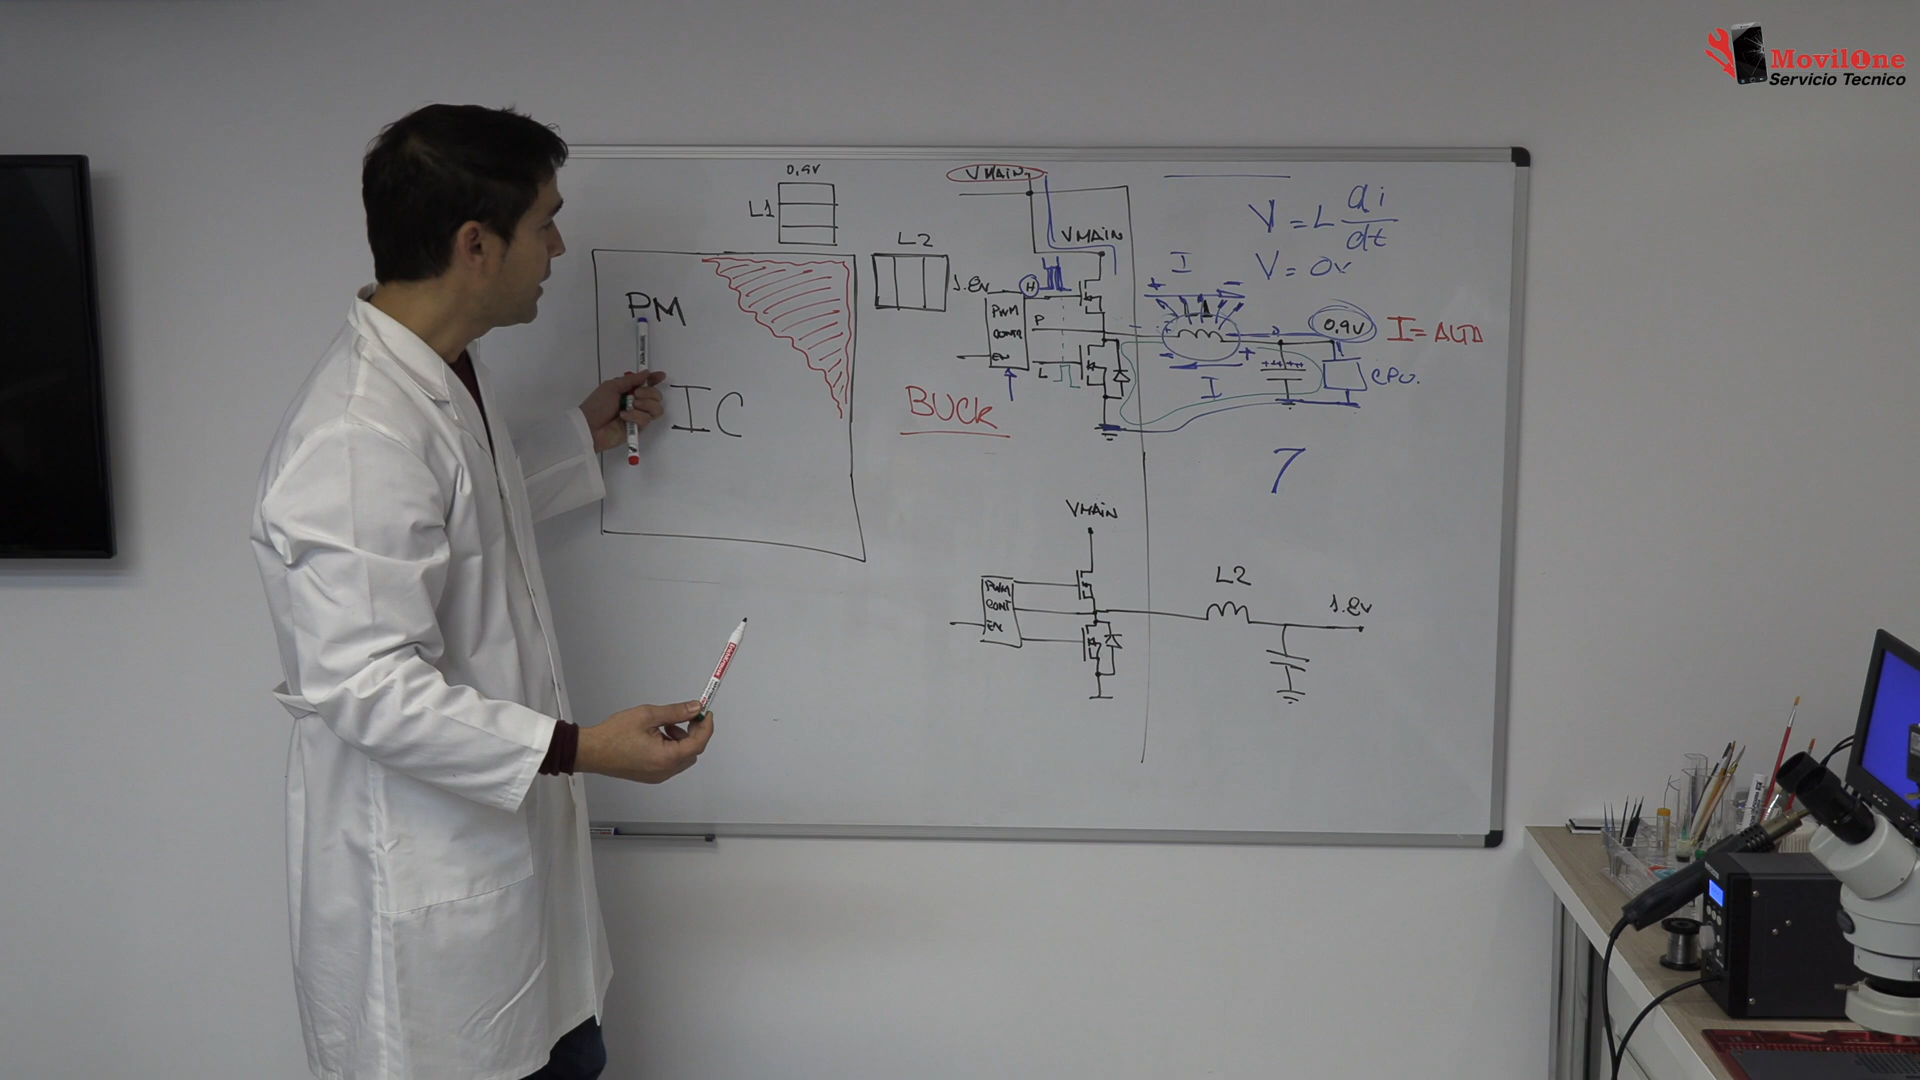 MovilOne
Servicio Tecnico
0,9V
L1
L2
PM
IC
VMAIN
VMAIN
1.8V
H
PWM
CONTR
EN
P
L
BUCK
V = L di/dt
V = 0V
I
+
-
I
0.9V
I = ALTA
CPU.
7
VMAIN
PWM
CONT
EN
L2
1.8V